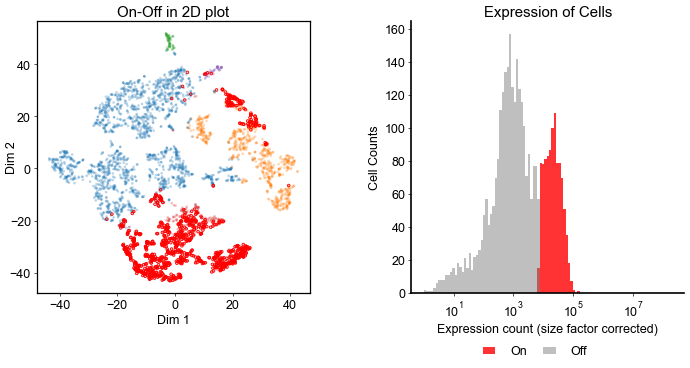 On-Off in 2D plot
Dim 2
40
20
0
−20
−40
−40 −20 0 20 40
Dim 1
Expression of Cells
Cell Counts
160
140
120
100
80
60
40
20
0
10^1 10^3 10^5 10^7
Expression count (size factor corrected)
On Off